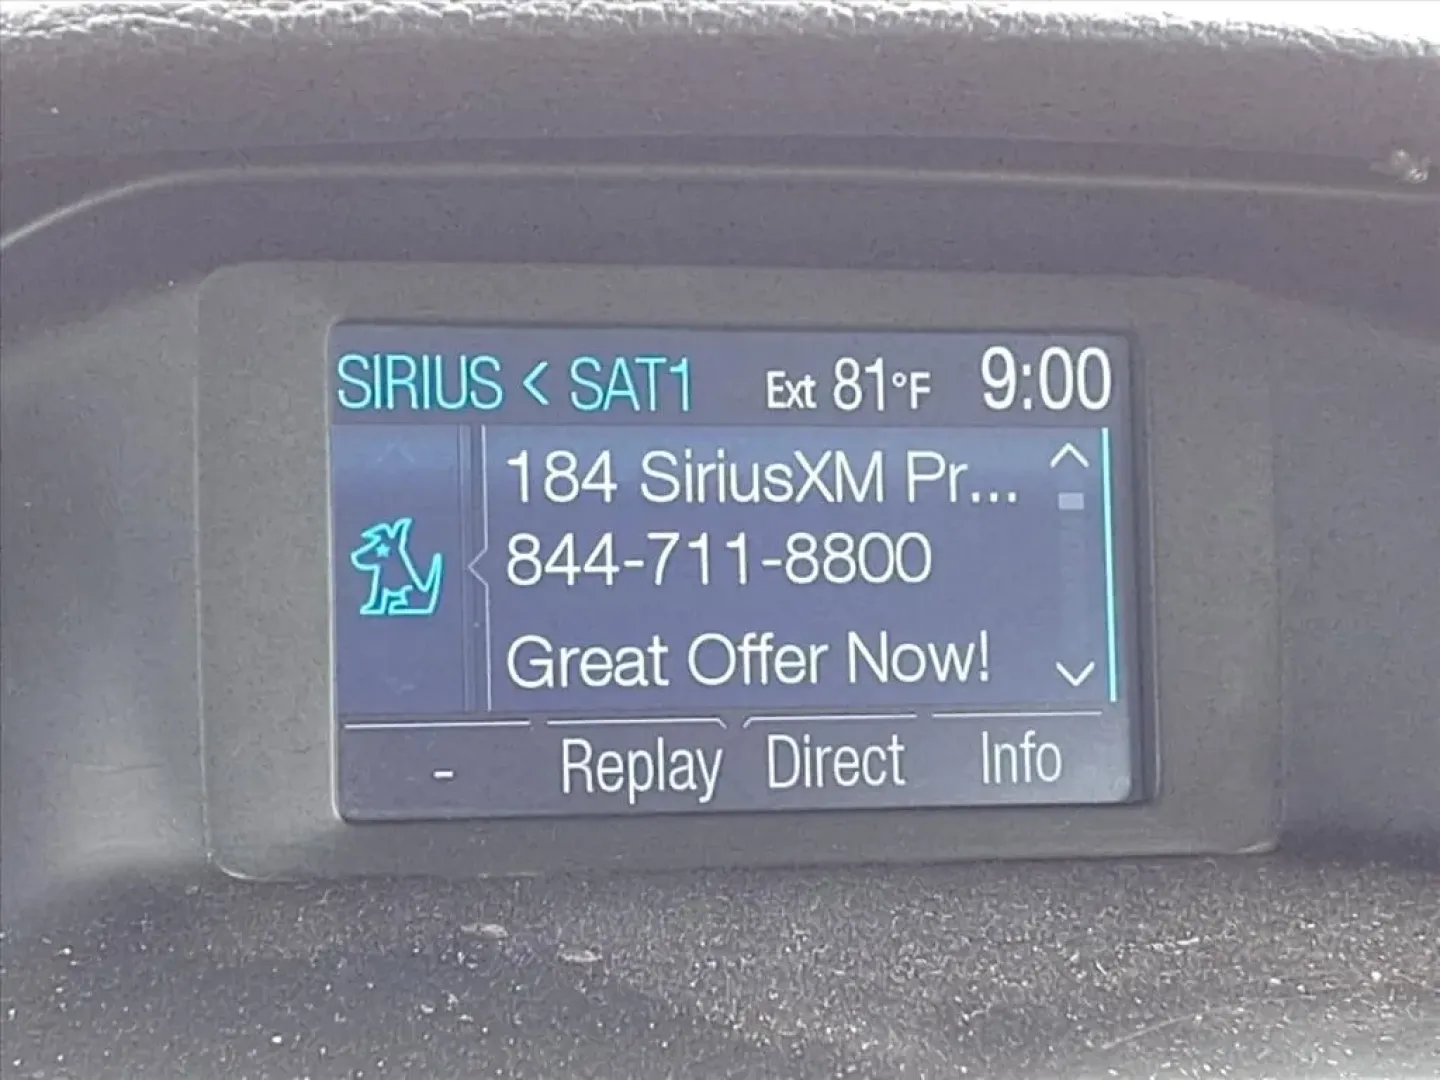 SIRIUS < SAT1 Ext 81°F 9:00
184 SiriusXM Pr...
844-711-8800
Great Offer Now!
- Replay Direct Info